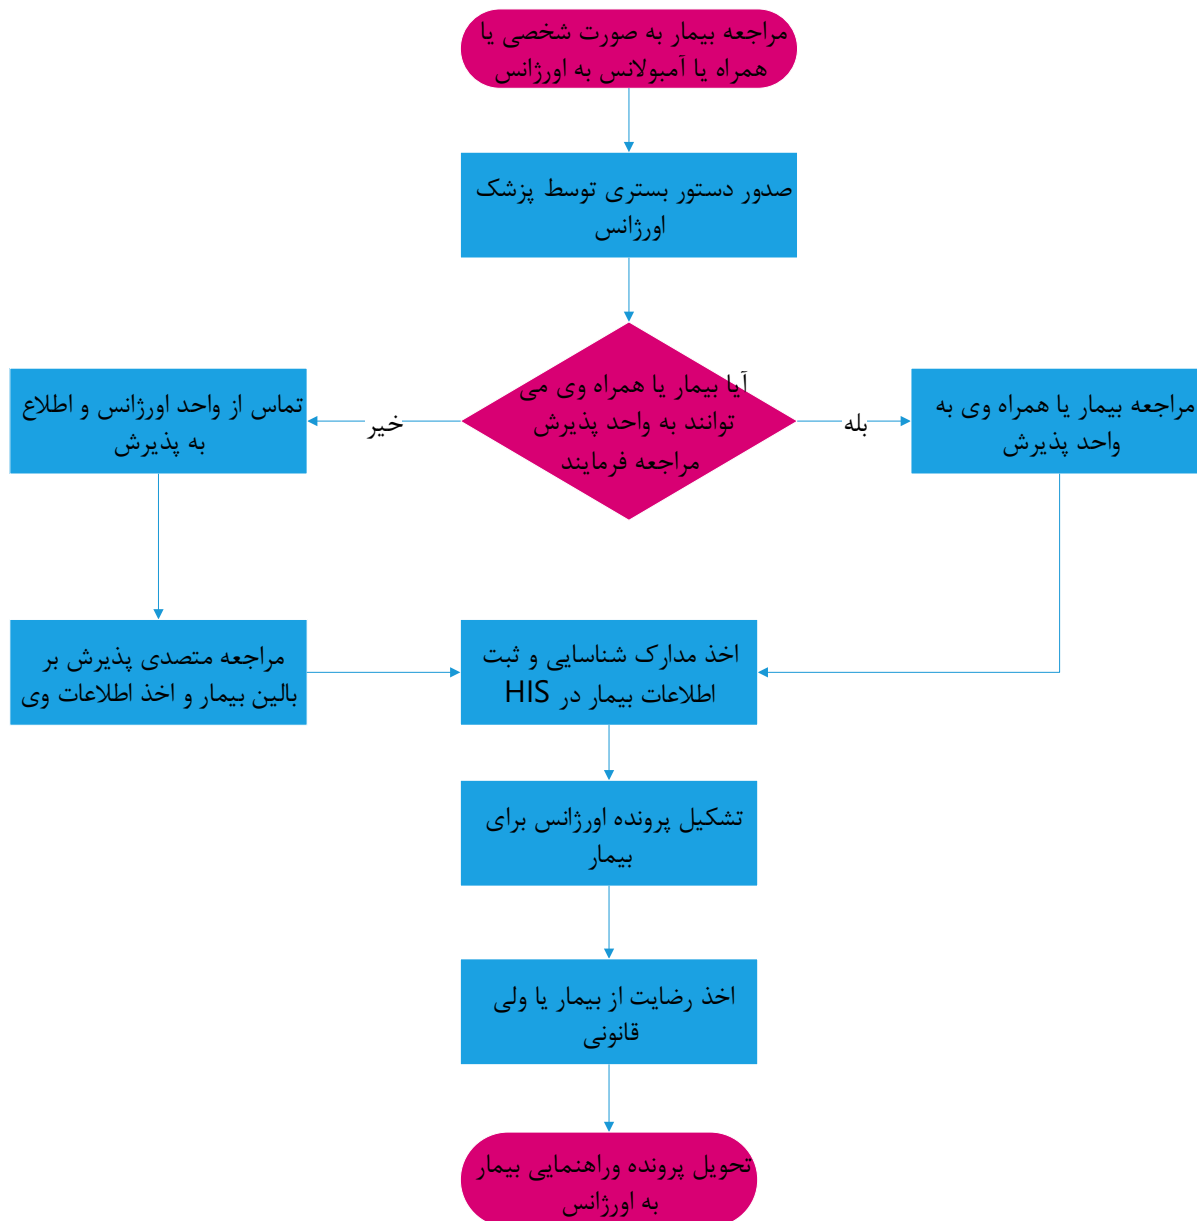 مراجعه بیمار به صورت شخصی یا
همراه یا آمبولانس به اورژانس
صدور دستور بستری توسط پزشک
اورژانس
آیا بیمار یا همراه وی می
توانند به واحد پذیرش
مراجعه فرمایند
بله
خیر
مراجعه بیمار یا همراه وی به
واحد پذیرش
تماس از واحد اورژانس و اطلاع
به پذیرش
مراجعه متصدی پذیرش بر
بالین بیمار و اخذ اطلاعات وی
اخذ مدارک شناسایی و ثبت
اطلاعات بیمار در HIS
تشکیل پرونده اورژانس برای
بیمار
اخذ رضایت از بیمار یا ولی
قانونی
تحویل پرونده وراهنمایی بیمار
به اورژانس